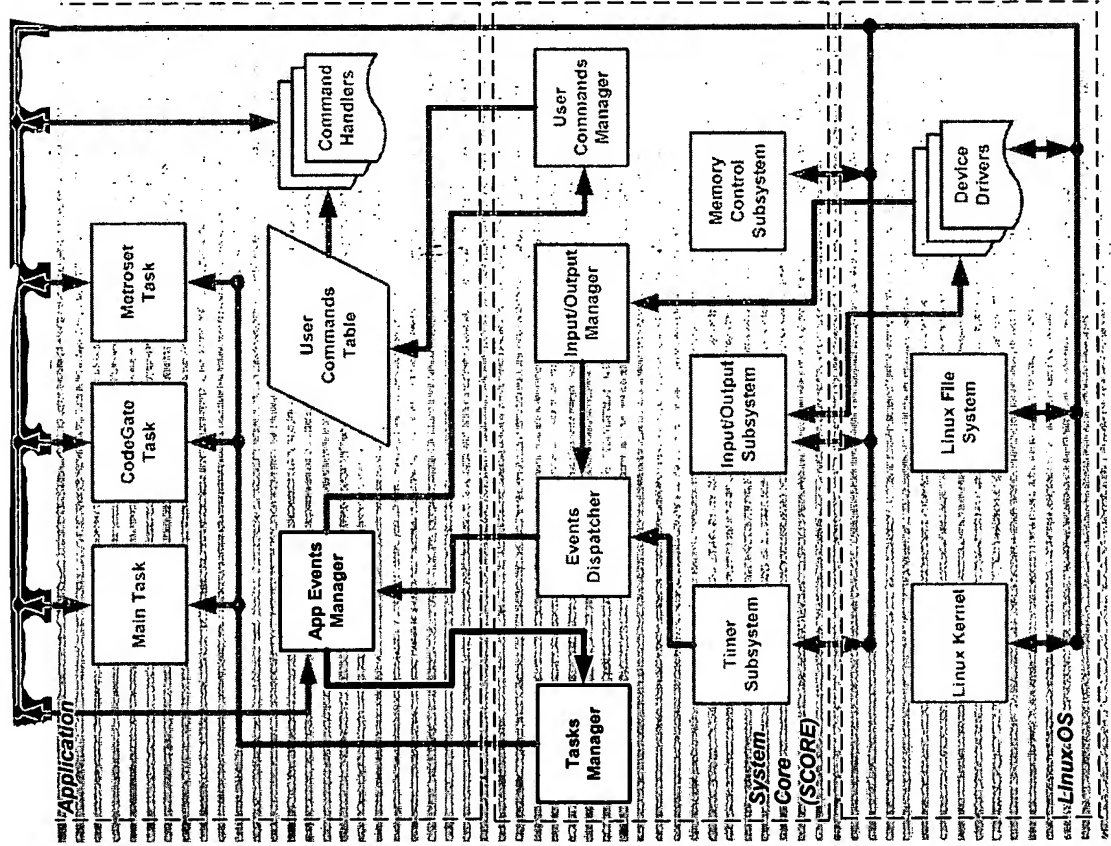 Application
Main Task
CodeGate
Task
Metroset
Task
App Events
Manager
User
Commands
Table
Command
Handlers
Tasks
Manager
Events
Dispatcher
Input/Output
Manager
User
Commands
Manager
System
Core
(SCORE)
Timer
Subsystem
Input/Output
Subsystem
Memory
Control
Subsystem
Linux OS
Linux Kernel
Linux File
System
Device
Drivers